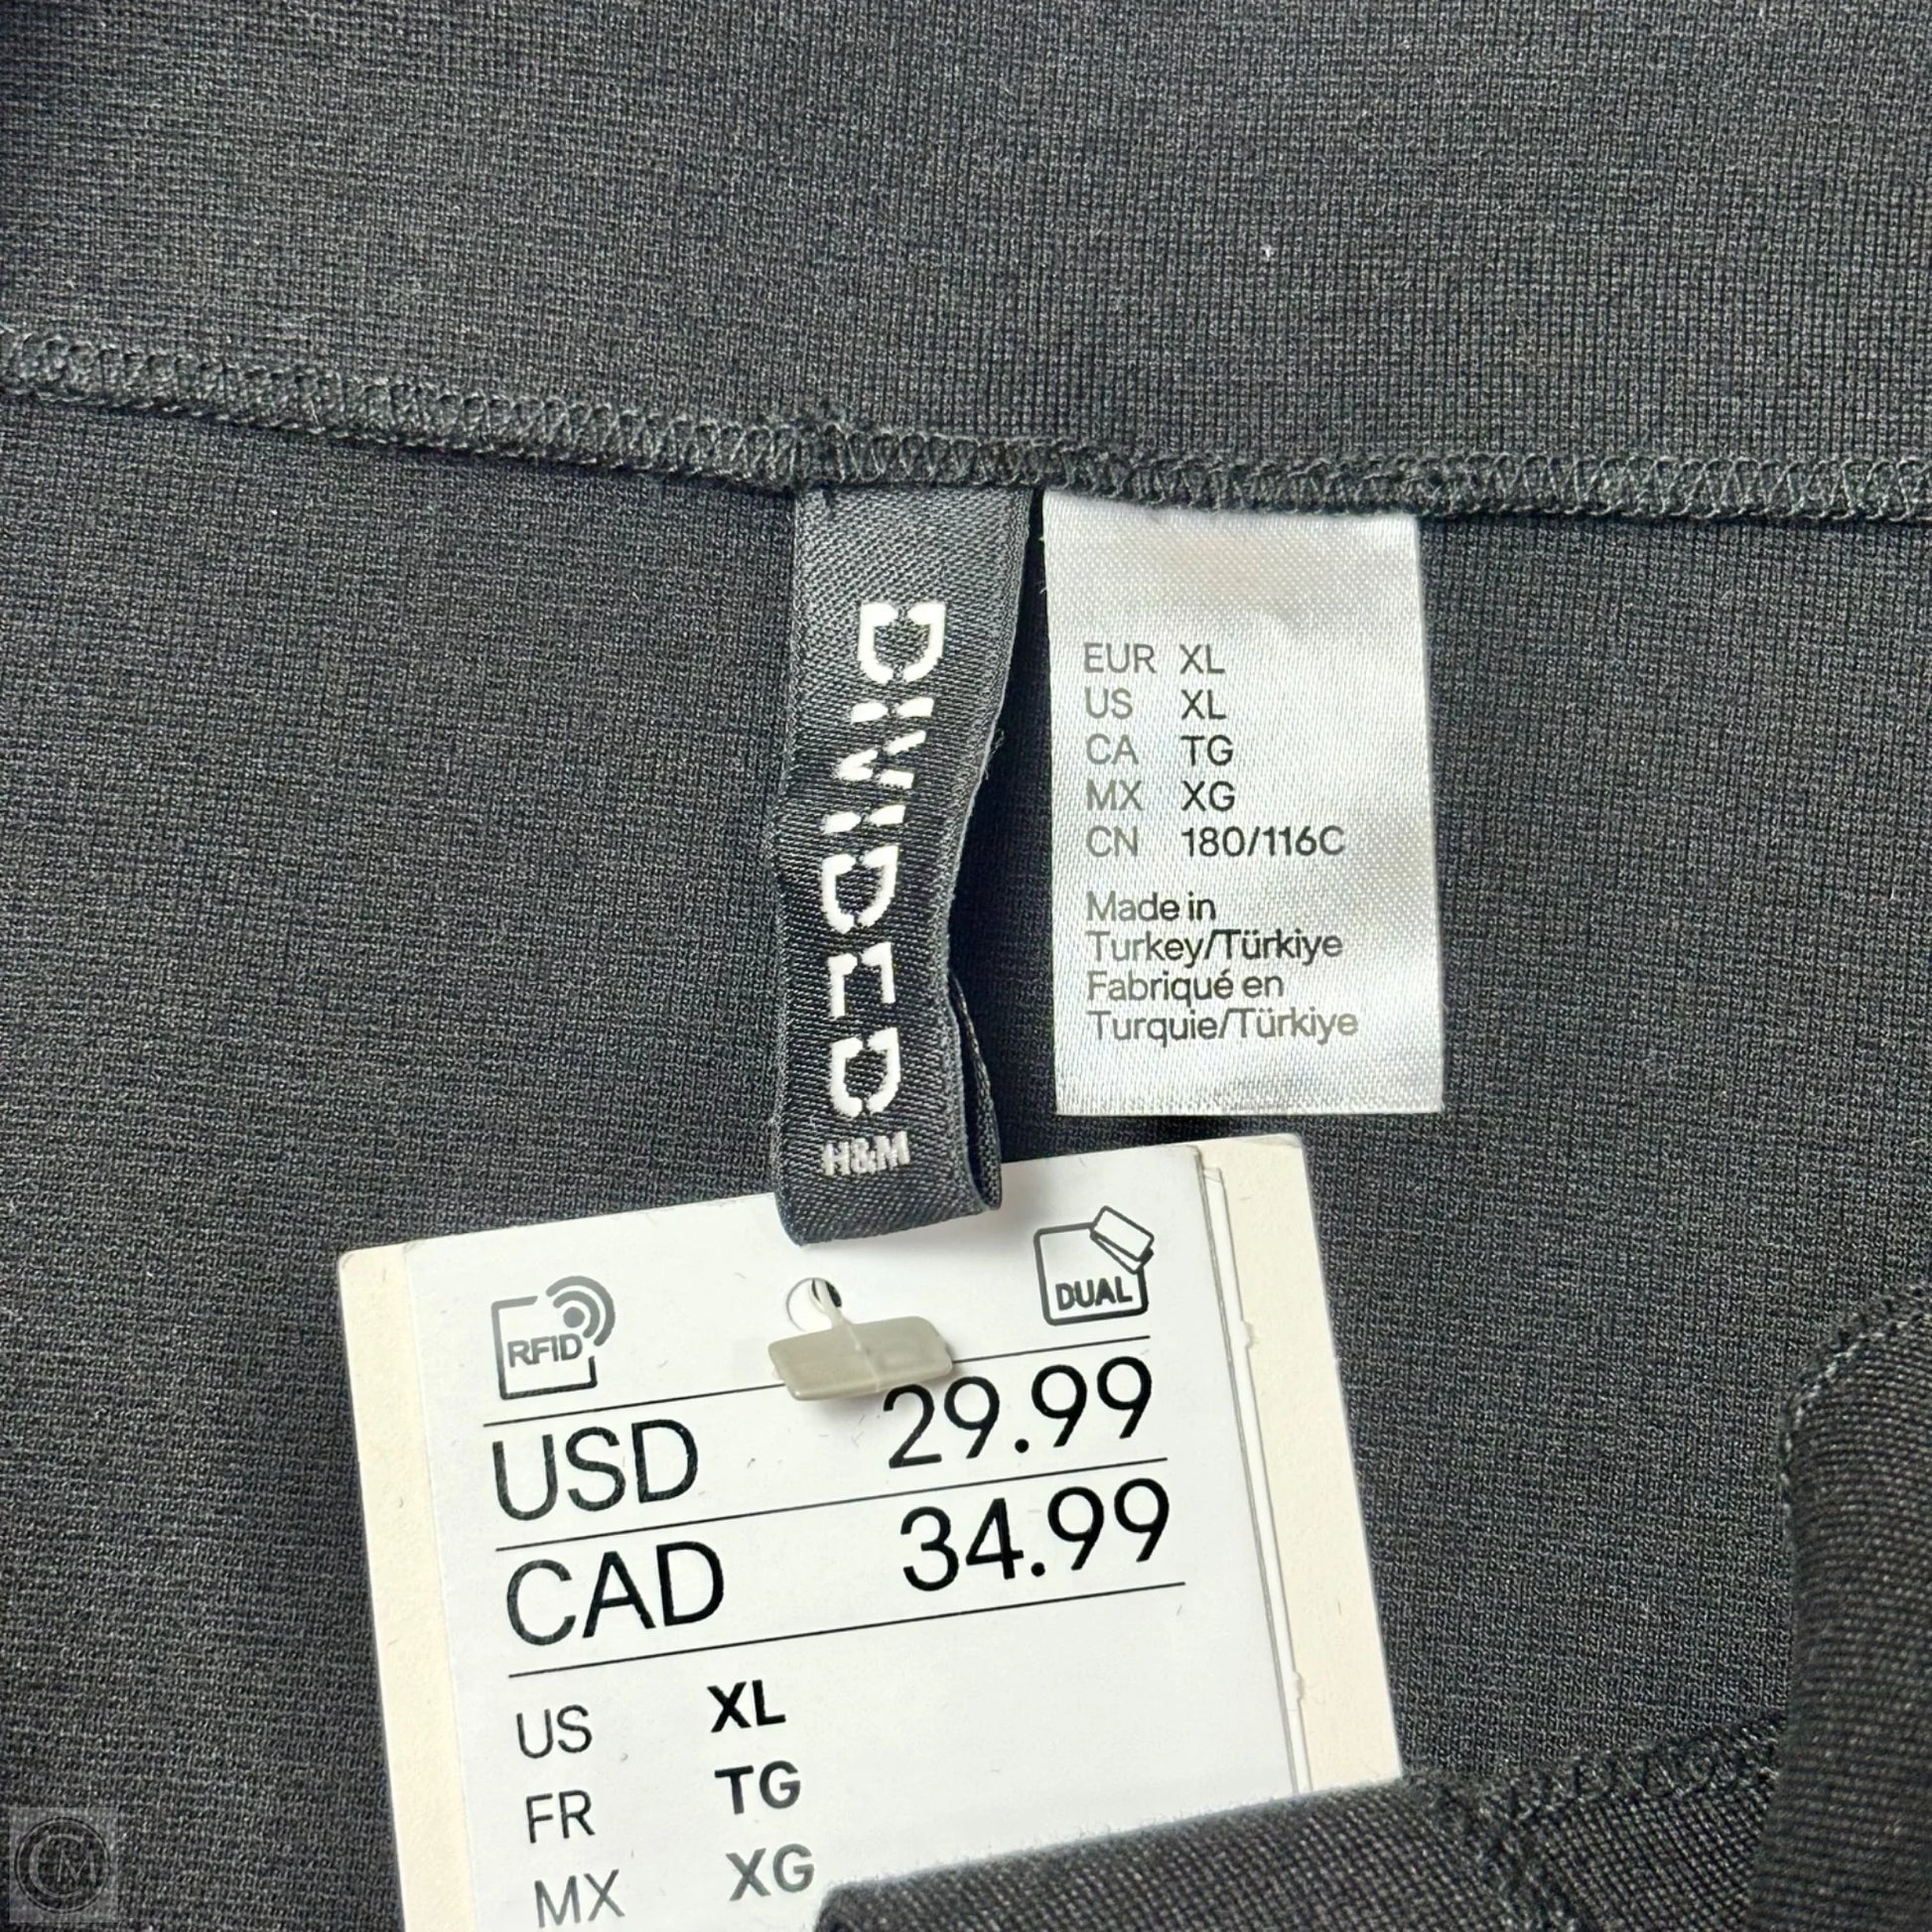 DIVIDED
H&M
EUR XL
US XL
CA TG
MX XG
CN 180/116C
Made in
Turkey/Türkiye
Fabriqué en
Turquie/Türkiye
RFID
DUAL
USD 29.99
CAD 34.99
US XL
FR TG
MX XG
CM